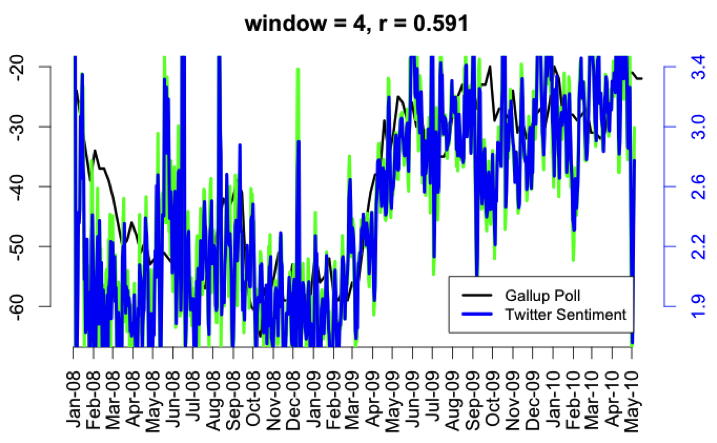 window = 4, r = 0.591
-20
-30
-40
-50
-60
3.4
3.0
2.6
2.2
1.9
Gallup Poll
Twitter Sentiment
Jan-08
Feb-08
Mar-08
Apr-08
May-08
Jun-08
Jul-08
Aug-08
Sep-08
Oct-08
Nov-08
Dec-08
Jan-09
Feb-09
Mar-09
Apr-09
May-09
Jun-09
Jul-09
Aug-09
Sep-09
Oct-09
Nov-09
Dec-09
Jan-10
Feb-10
Mar-10
Apr-10
May-10